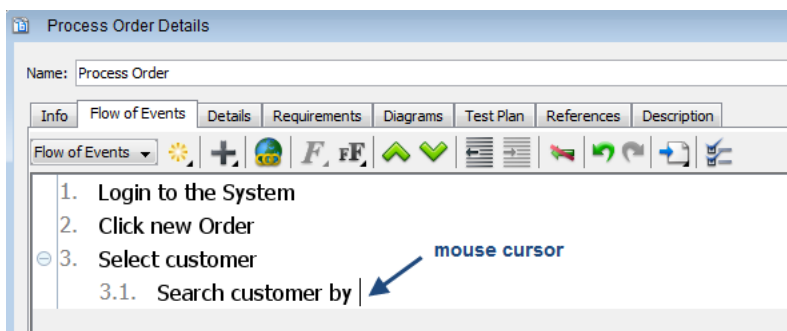 Process Order Details
Name: Process Order
Info Flow of Events Details Requirements Diagrams Test Plan References Description
Flow of Events F FF
1. Login to the System
2. Click new Order
3. Select customer
mouse cursor
3.1. Search customer by